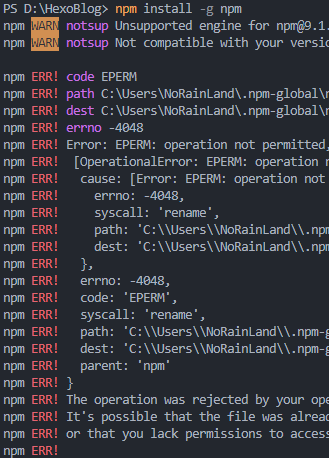 PS D:\HexoBlog> npm install -g npm
npm WARN notsup Unsupported engine for npm@9.1.
npm WARN notsup Not compatible with your versio
npm ERR! code EPERM
npm ERR! path C:\Users\NoRainLand\.npm-global\n
npm ERR! dest C:\Users\NoRainLand\.npm-global\
npm ERR! errno -4048
npm ERR! Error: EPERM: operation not permitted,
npm ERR!  [OperationalError: EPERM: operation n
npm ERR!   cause: [Error: EPERM: operation not
npm ERR!     errno: -4048,
npm ERR!     syscall: 'rename',
npm ERR!     path: 'C:\\Users\\NoRainLand\\.npm
npm ERR!     dest: 'C:\\Users\\NoRainLand\\.npm
npm ERR!   },
npm ERR!   errno: -4048,
npm ERR!   code: 'EPERM',
npm ERR!   syscall: 'rename',
npm ERR!   path: 'C:\\Users\\NoRainLand\\.npm-g
npm ERR!   dest: 'C:\\Users\\NoRainLand\\.npm-g
npm ERR!   parent: 'npm'
npm ERR! }
npm ERR! The operation was rejected by your ope
npm ERR! It's possible that the file was alread
npm ERR! or that you lack permissions to access
npm ERR!